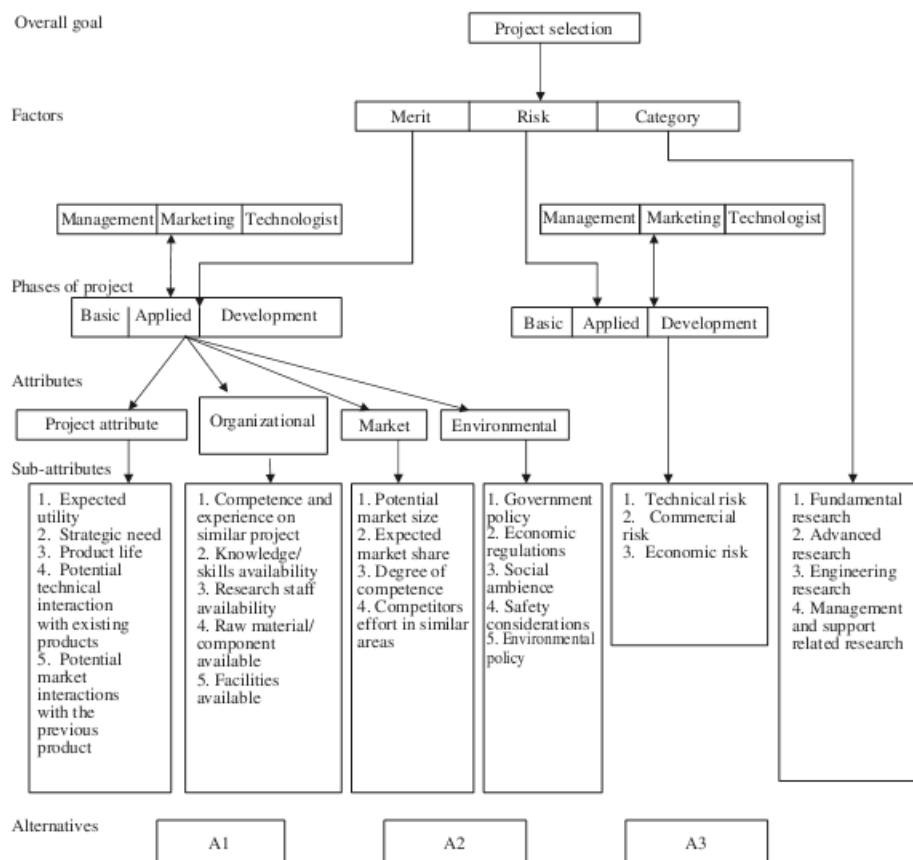 Overall goal
Project selection
Factors
Merit
Risk
Category
Management
Marketing
Technologist
Management
Marketing
Technologist
Phases of project
Basic
Applied
Development
Basic
Applied
Development
Attributes
Project attribute
Organizational
Market
Environmental
Sub-attributes
1. Expected
utility
2. Strategic need
3. Product life
4. Potential
technical
interaction
with existing
products
5. Potential
market
interactions
with the
previous
product
1. Competence and
experience on
similar project
2. Knowledge/
skills availability
3. Research staff
availability
4. Raw material/
component
available
5. Facilities
available
1. Potential
market size
2. Expected
market share
3. Degree of
competence
4. Competitors
effort in similar
areas
1. Government
policy
2. Economic
regulations
3. Social
ambience
4. Safety
considerations
5. Environmental
policy
1. Technical risk
2. Commercial
risk
3. Economic risk
1. Fundamental
research
2. Advanced
research
3. Engineering
research
4. Management
and support
related research
Alternatives
A1
A2
A3